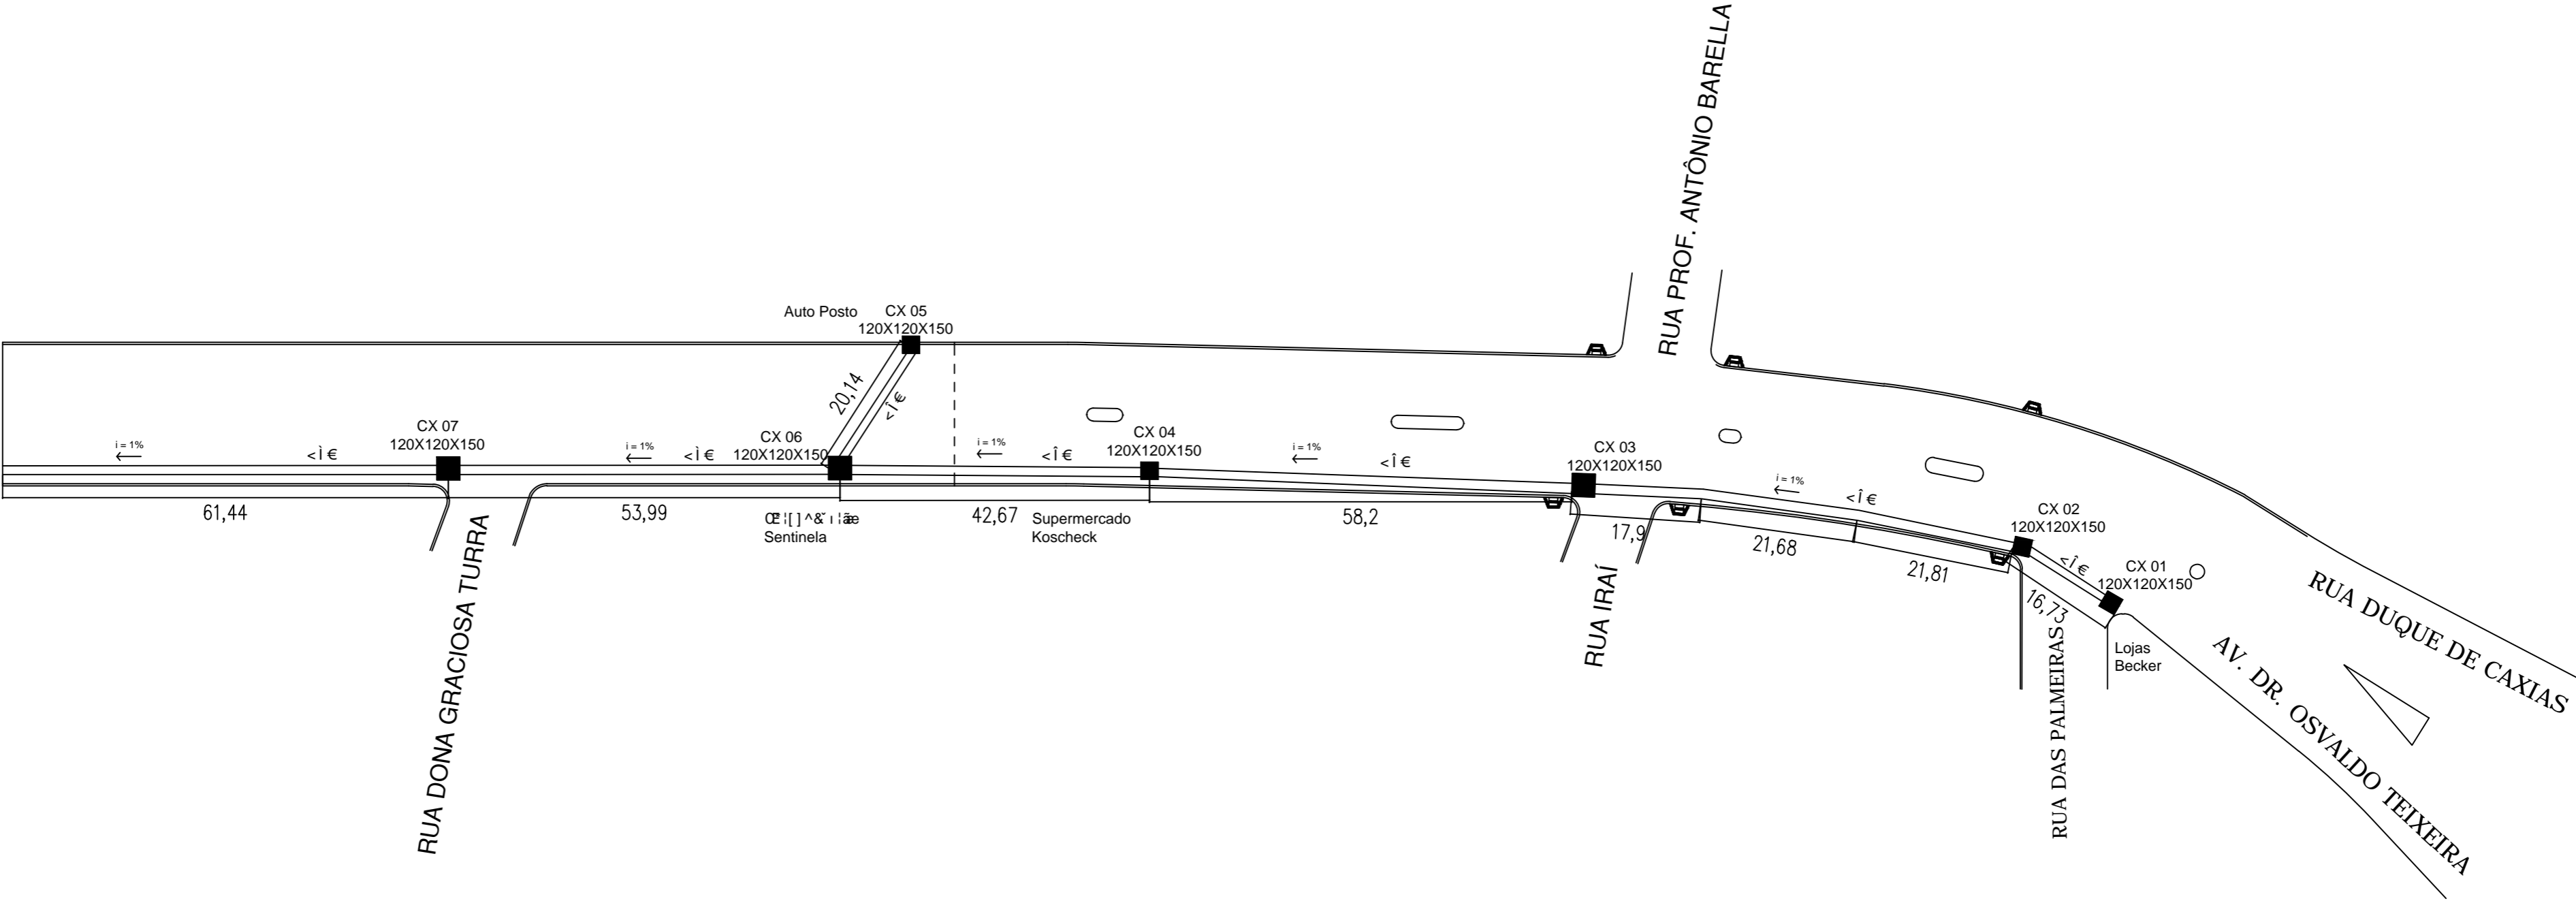 RUA PROF. ANTÔNIO BARELLA
Auto Posto
CX 05
120X120X150
20,14
<Î €
CX 07
120X120X150
i = 1%
<Ì €
i = 1%
<Ì €
CX 06
120X120X150
i = 1%
<Î €
CX 04
120X120X150
i = 1%
<Î €
CX 03
120X120X150
i = 1%
<Î €
CX 02
120X120X150
<Î €
CX 01
120X120X150
61,44
53,99
Sentinela
42,67
Supermercado
Koscheck
58,2
17,9
21,68
21,81
16,73
Lojas
Becker
RUA DONA GRACIOSA TURRA
RUA IRAÍ
RUA DAS PALMEIRAS
RUA DUQUE DE CAXIAS
AV. DR. OSVALDO TEIXEIRA